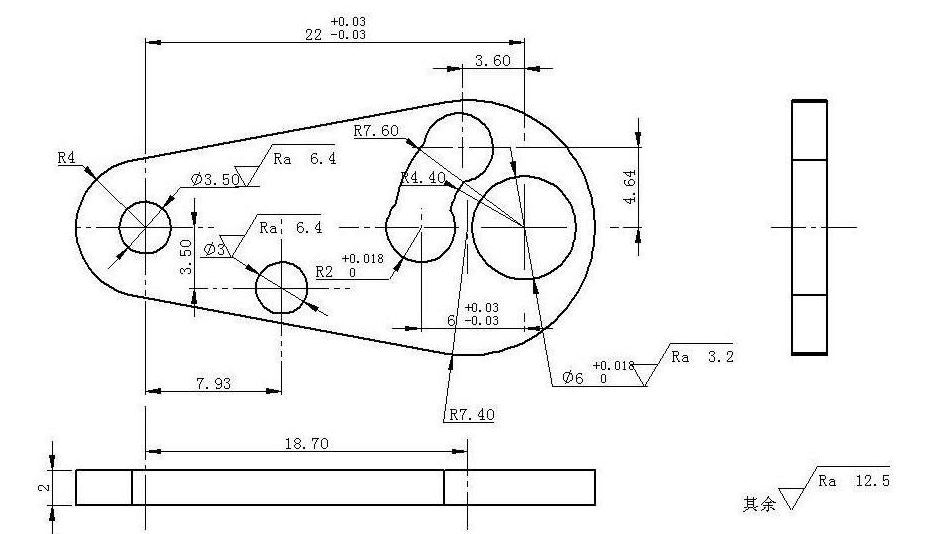 22 +0.03 -0.03
3.60
R7.60
R4
Ra 6.4
Ø3.50
R4.40
4.64
Ra 6.4
Ø3
3.50
R2 +0.018 0
6 +0.03 -0.03
Ra 3.2
Ø6 +0.018 0
7.93
R7.40
18.70
2
其余 Ra 12.5